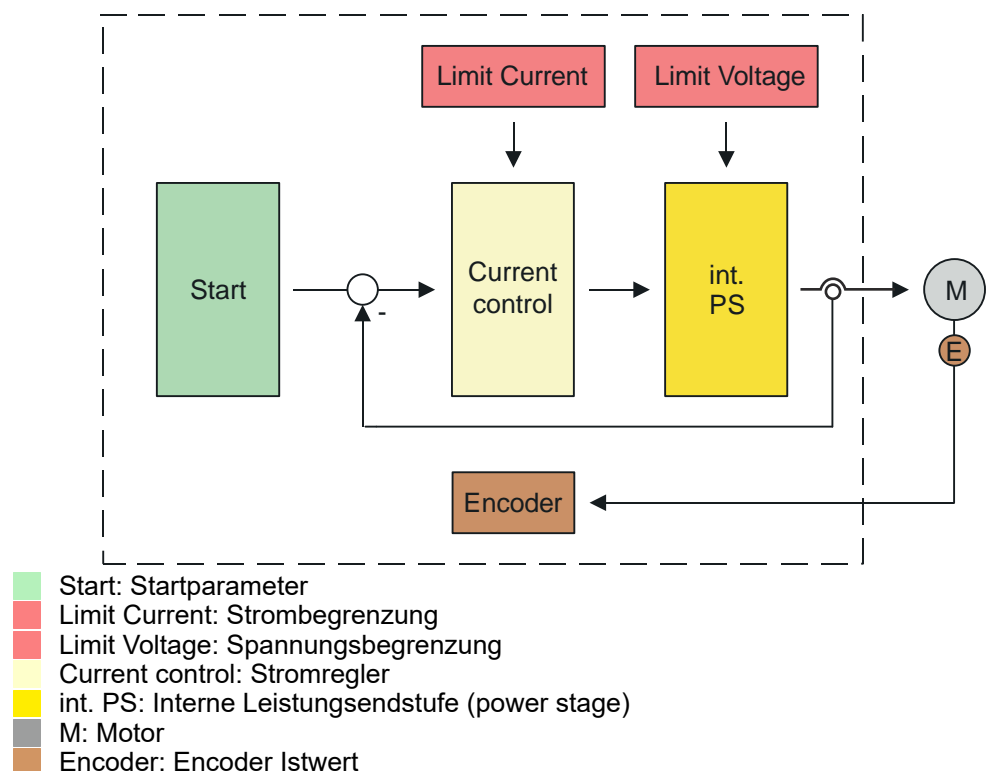 Limit Current
Limit Voltage
Start
Current
control
int.
PS
M
-
E
Encoder
Start: Startparameter
Limit Current: Strombegrenzung
Limit Voltage: Spannungsbegrenzung
Current control: Stromregler
int. PS: Interne Leistungsendstufe (power stage)
M: Motor
Encoder: Encoder Istwert